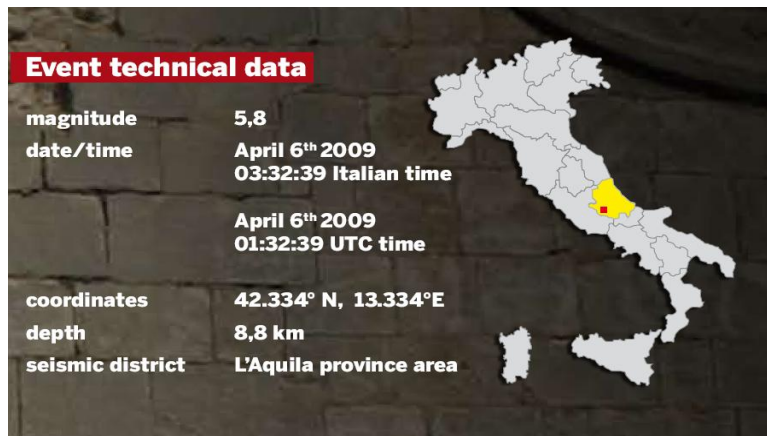 Event technical data
magnitude 5,8
date/time April 6th 2009
03:32:39 Italian time
April 6th 2009
01:32:39 UTC time
coordinates 42.334° N, 13.334°E
depth 8,8 km
seismic district L’Aquila province area